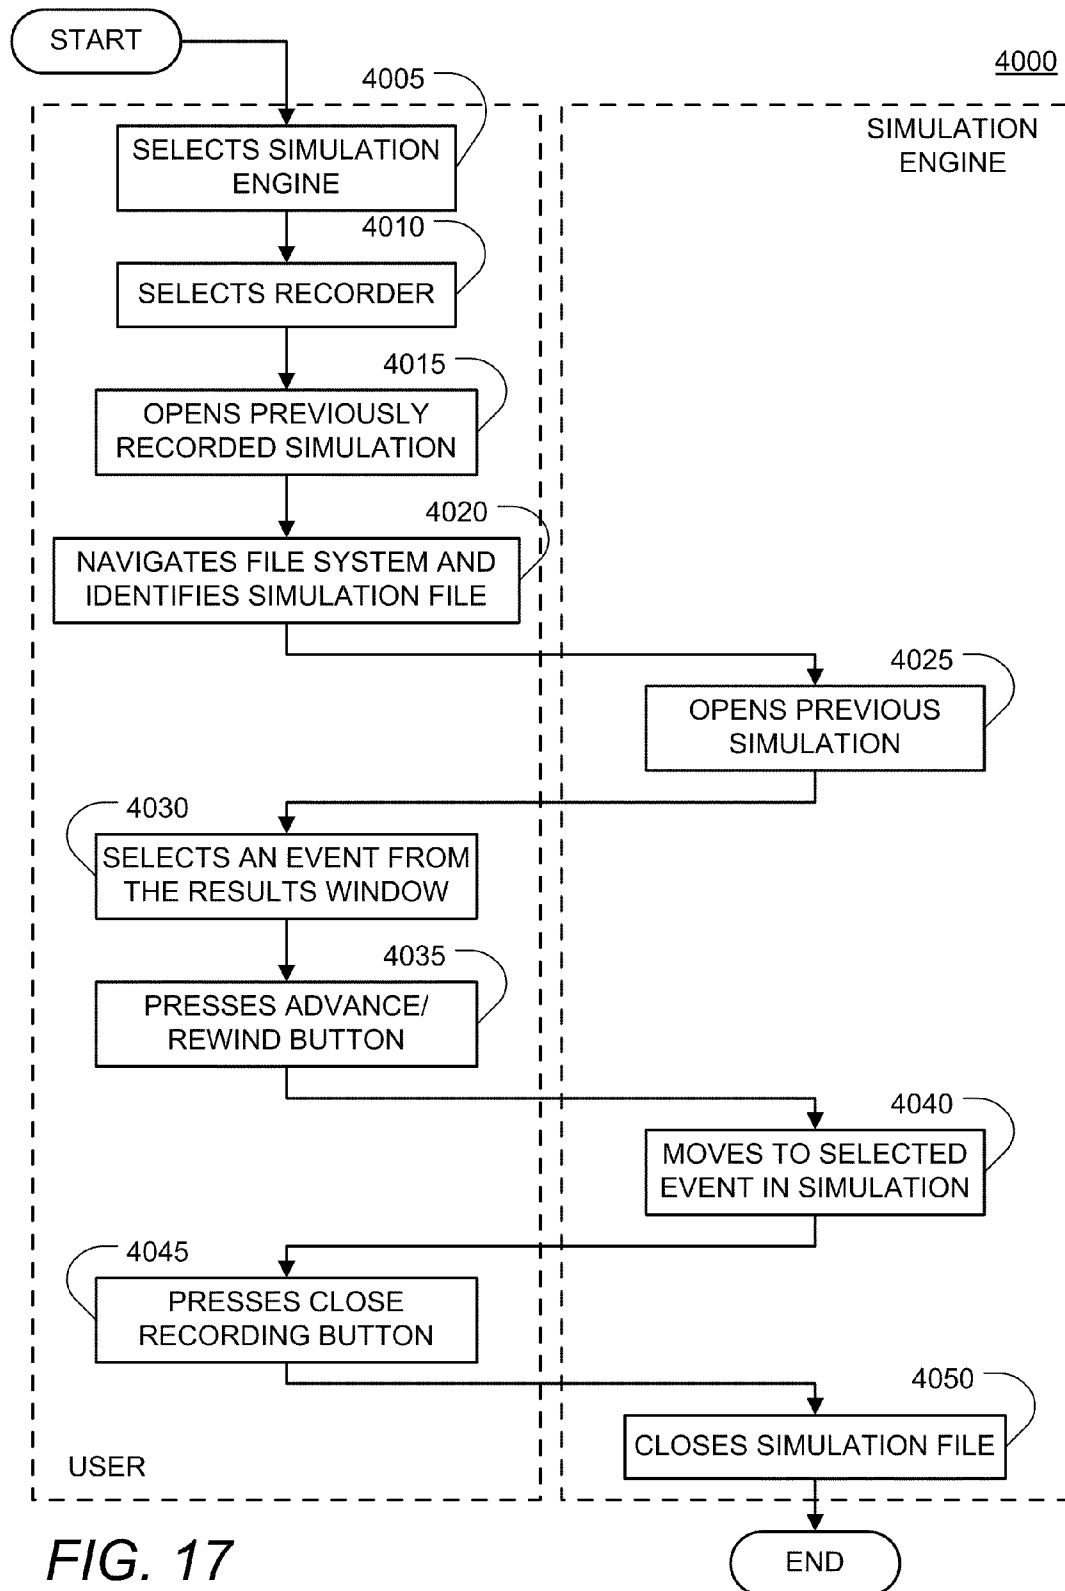 START
4000
4005
SIMULATION
ENGINE
SELECTS SIMULATION
ENGINE
4010
SELECTS RECORDER
4015
OPENS PREVIOUSLY
RECORDED SIMULATION
4020
NAVIGATES FILE SYSTEM AND
IDENTIFIES SIMULATION FILE
4025
OPENS PREVIOUS
SIMULATION
4030
SELECTS AN EVENT FROM
THE RESULTS WINDOW
4035
PRESSES ADVANCE/
REWIND BUTTON
4040
MOVES TO SELECTED
EVENT IN SIMULATION
4045
PRESSES CLOSE
RECORDING BUTTON
4050
CLOSES SIMULATION FILE
USER
END
FIG. 17